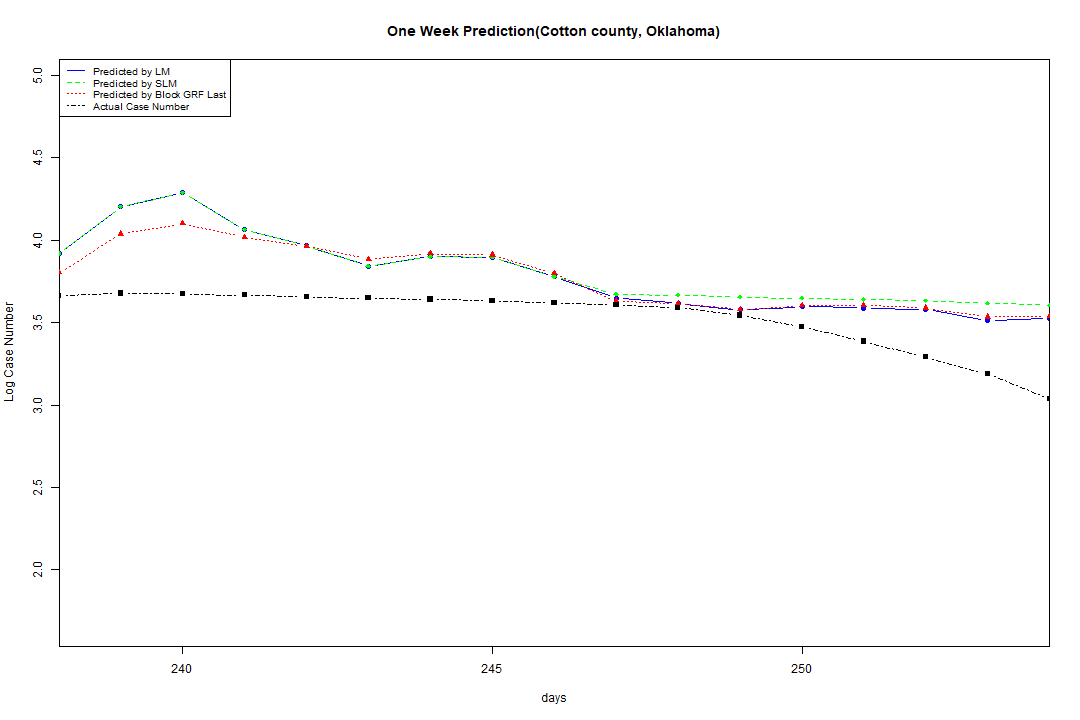 One Week Prediction(Cotton county, Oklahoma)
Predicted by LM
Predicted by SLM
Predicted by Block GRF Last
Actual Case Number
5.0
4.5
4.0
3.5
3.0
2.5
2.0
Log Case Number
240
245
250
days